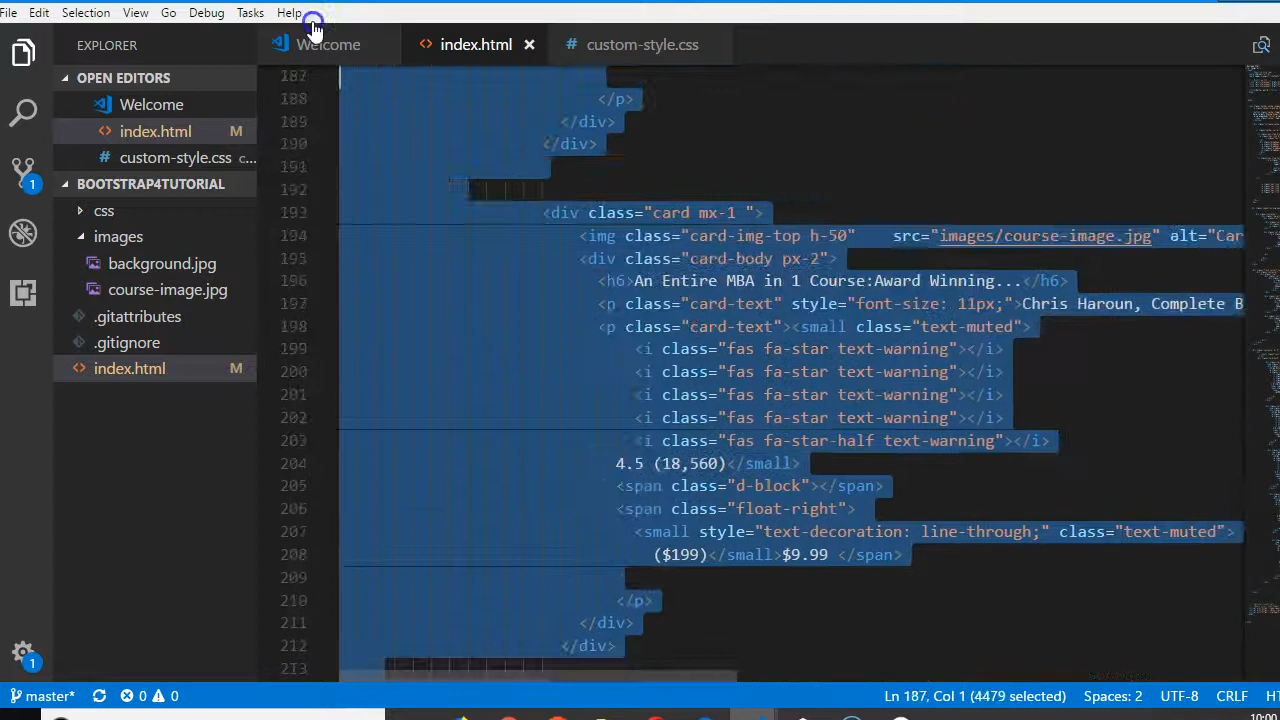 File Edit Selection View Go Debug Tasks Help
EXPLORER
Welcome
index.html
custom-style.css
OPEN EDITORS
Welcome
index.html M
custom-style.css c...
BOOTSTRAP4TUTORIAL
css
images
background.jpg
course-image.jpg
.gitattributes
.gitignore
index.html M
1
1
187
188 </p>
189 </div>
190 </div>
191
192
193 <div class="card mx-1 ">
194 <img class="card-img-top h-50" src="images/course-image.jpg" alt="Car
195 <div class="card-body px-2">
196 <h6>An Entire MBA in 1 Course:Award Winning...</h6>
197 <p class="card-text" style="font-size: 11px;">Chris Haroun, Complete B
198 <p class="card-text"><small class="text-muted">
199 <i class="fas fa-star text-warning"></i>
200 <i class="fas fa-star text-warning"></i>
201 <i class="fas fa-star text-warning"></i>
202 <i class="fas fa-star text-warning"></i>
203 <i class="fas fa-star-half text-warning"></i>
204 4.5 (18,560)</small>
205 <span class="d-block"></span>
206 <span class="float-right">
207 <small style="text-decoration: line-through;" class="text-muted">
208 ($199)</small>$9.99 </span>
209
210 </p>
211 </div>
212 </div>
213
master* 0 0 Ln 187, Col 1 (4479 selected) Spaces: 2 UTF-8 CRLF HT
10:00